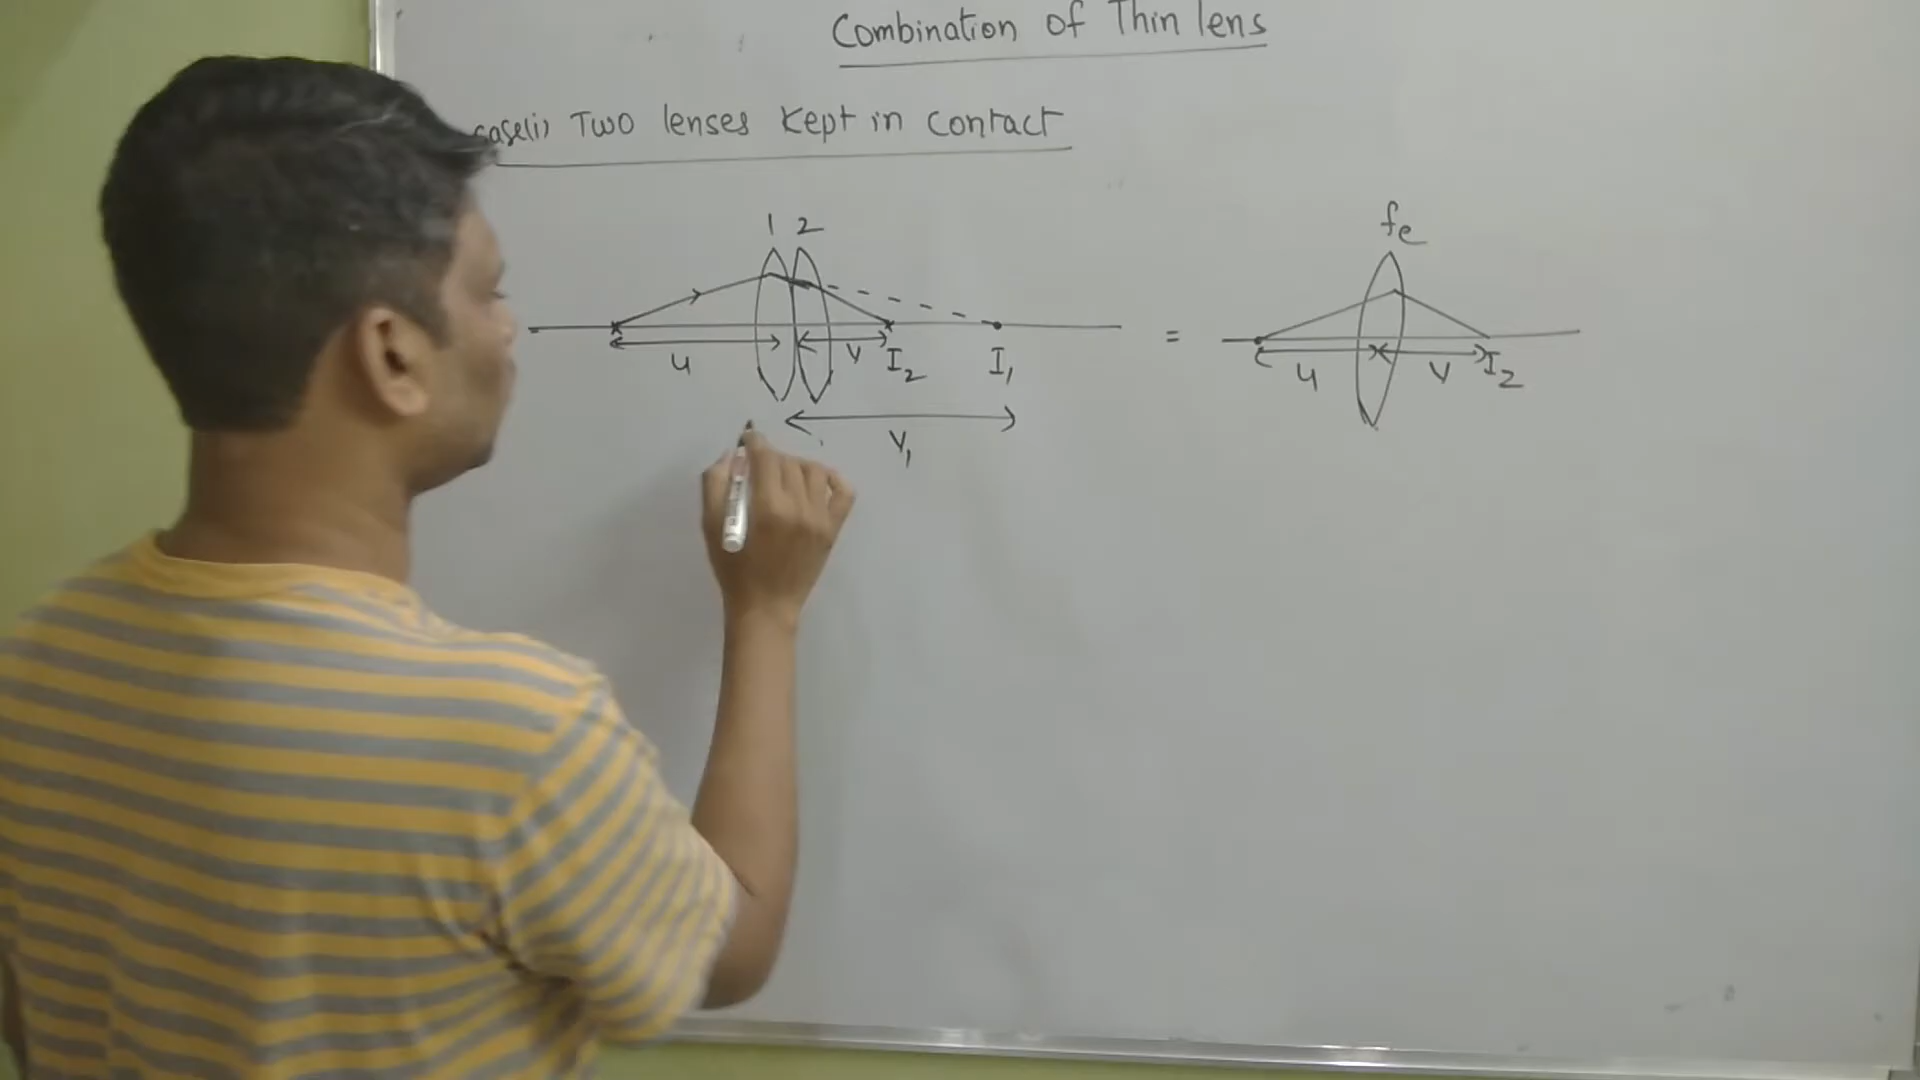 Combination of Thin lens
case(i) Two lenses kept in contact
1 2
fe
=
u
v
I2
I1
u
v
I2
v1